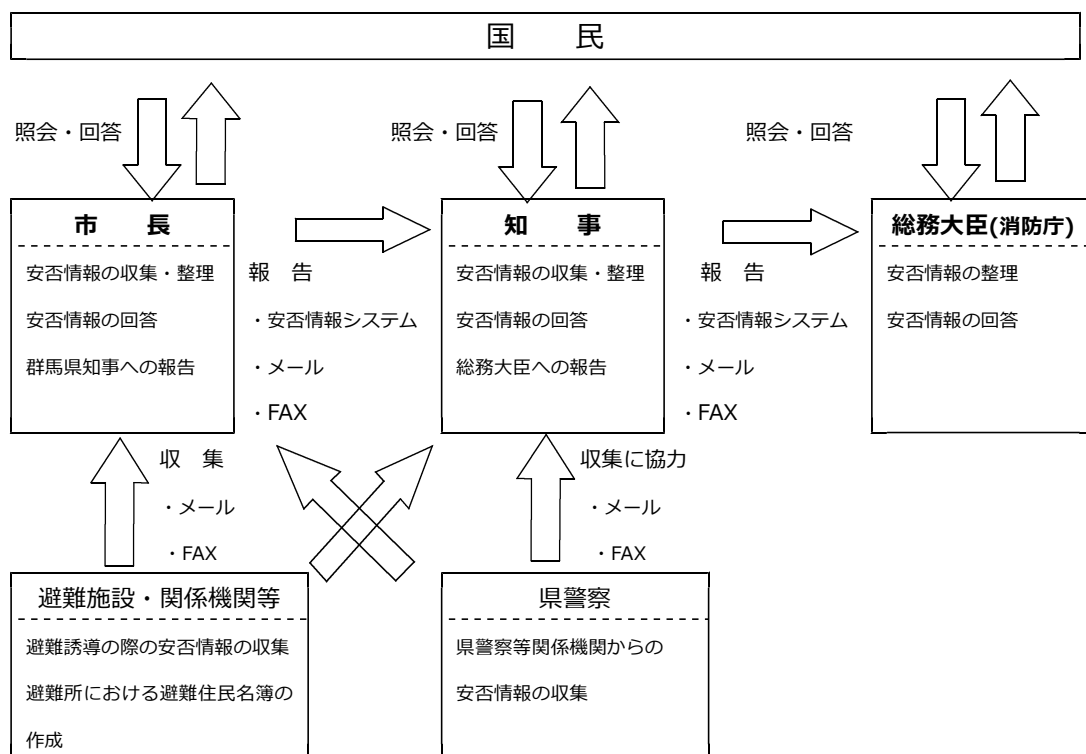 国　民
照会・回答
照会・回答
照会・回答
市　長
安否情報の収集・整理
安否情報の回答
群馬県知事への報告
報　告
・安否情報システム
・メール
・FAX
知　事
安否情報の収集・整理
安否情報の回答
総務大臣への報告
報　告
・安否情報システム
・メール
・FAX
総務大臣(消防庁)
安否情報の整理
安否情報の回答
収　集
・メール
・FAX
収集に協力
・メール
・FAX
避難施設・関係機関等
避難誘導の際の安否情報の収集
避難所における避難住民名簿の
作成
県警察
県警察等関係機関からの
安否情報の収集